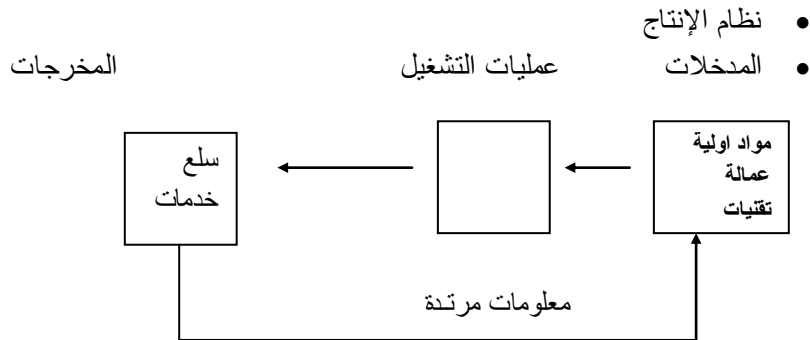 • نظام الإنتاج
• المدخلات عمليات التشغيل المخرجات
مواد اولية
عمالة
تقنيات
سلع
خدمات
معلومات مرتدة